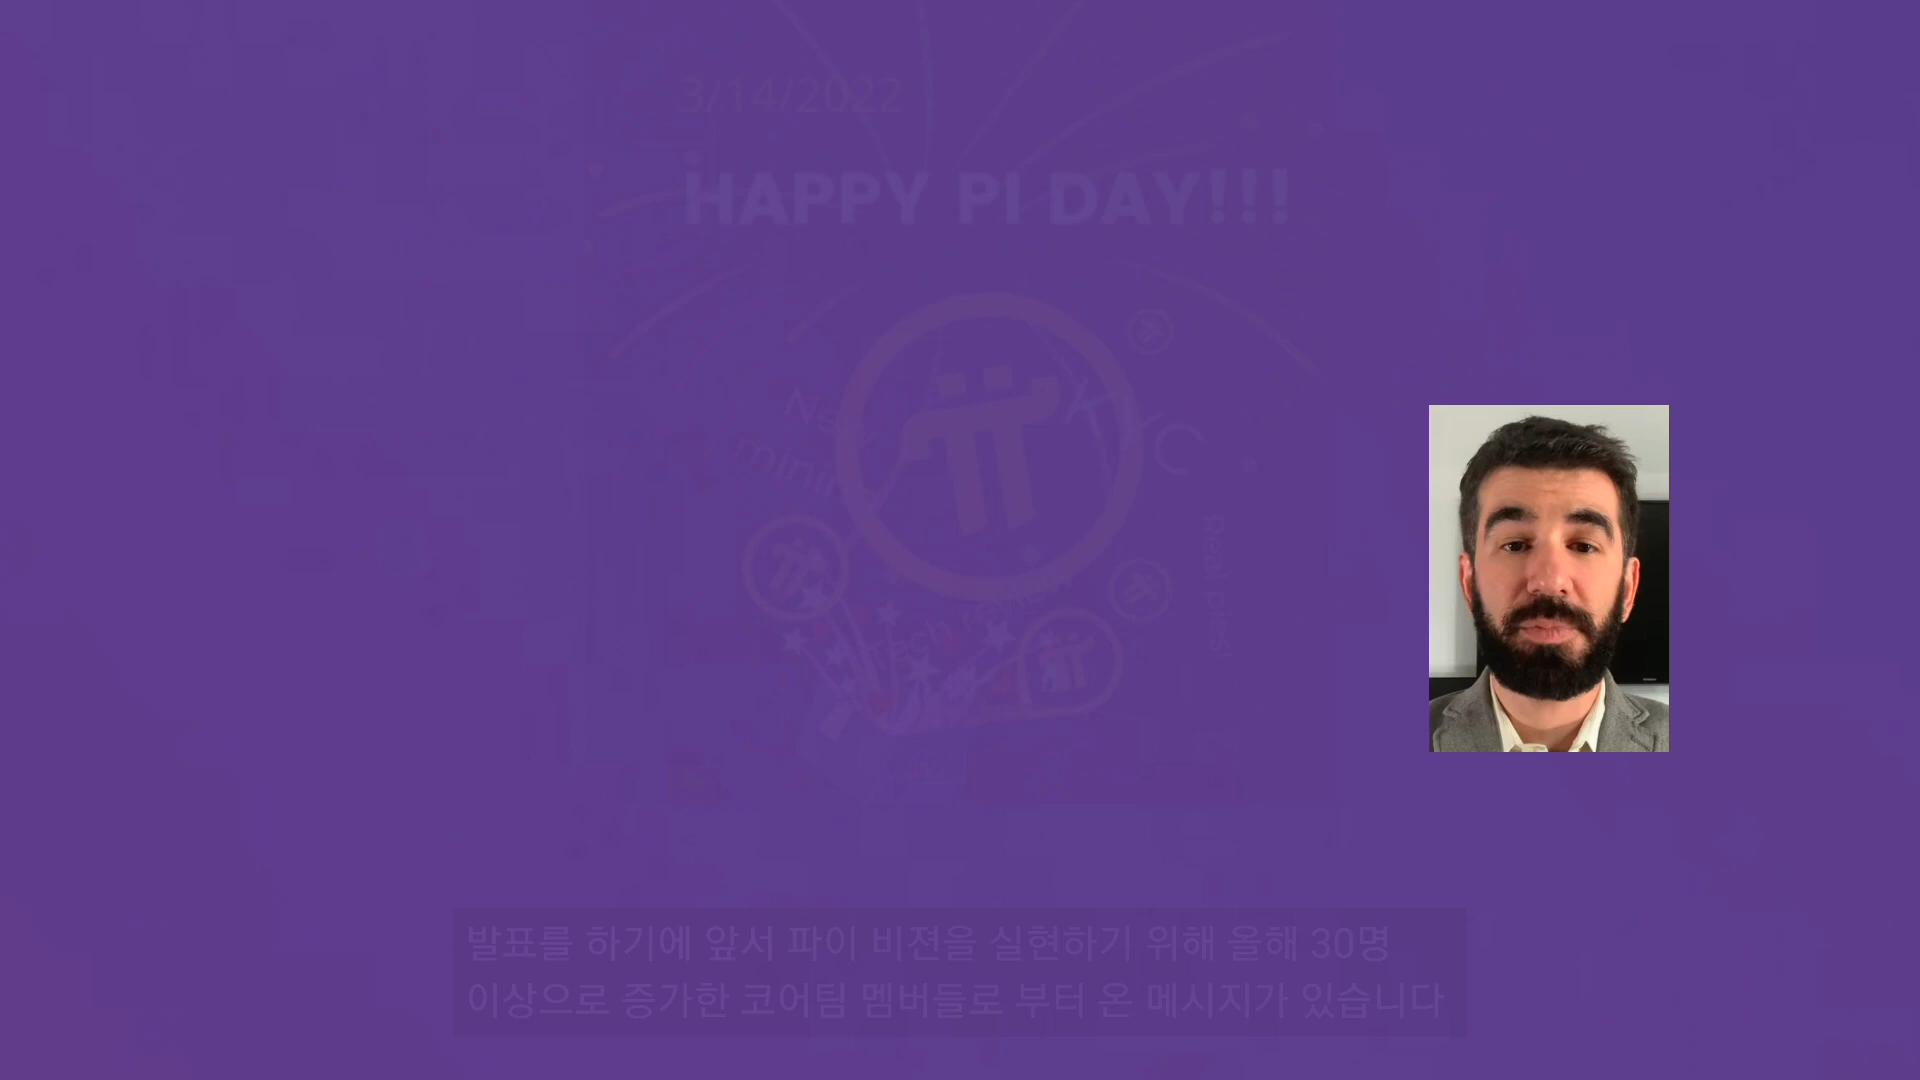 3/14/2022
HAPPY PI DAY!!!
KYC
Tech
발표를 하기에 앞서 파이 비젼을 실현하기 위해 올해 30명
이상으로 증가한 코어팀 멤버들로 부터 온 메시지가 있습니다